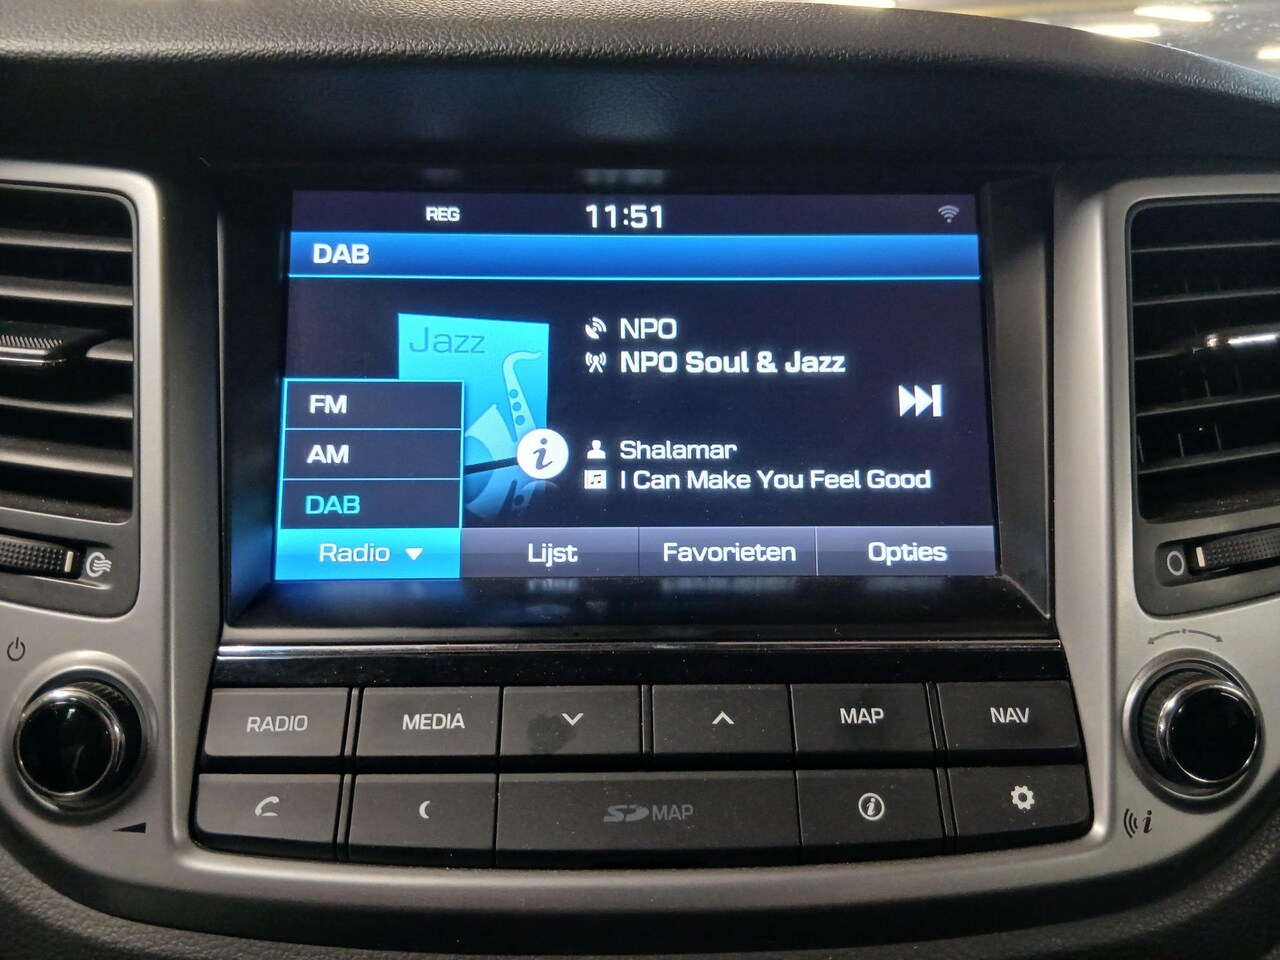 REG 11:51
DAB
Jazz
NPO
NPO Soul & Jazz
FM
AM
DAB
i
Shalamar
I Can Make You Feel Good
Radio
Lijst
Favorieten
Opties
RADIO
MEDIA
MAP
NAV
SD MAP
i
i